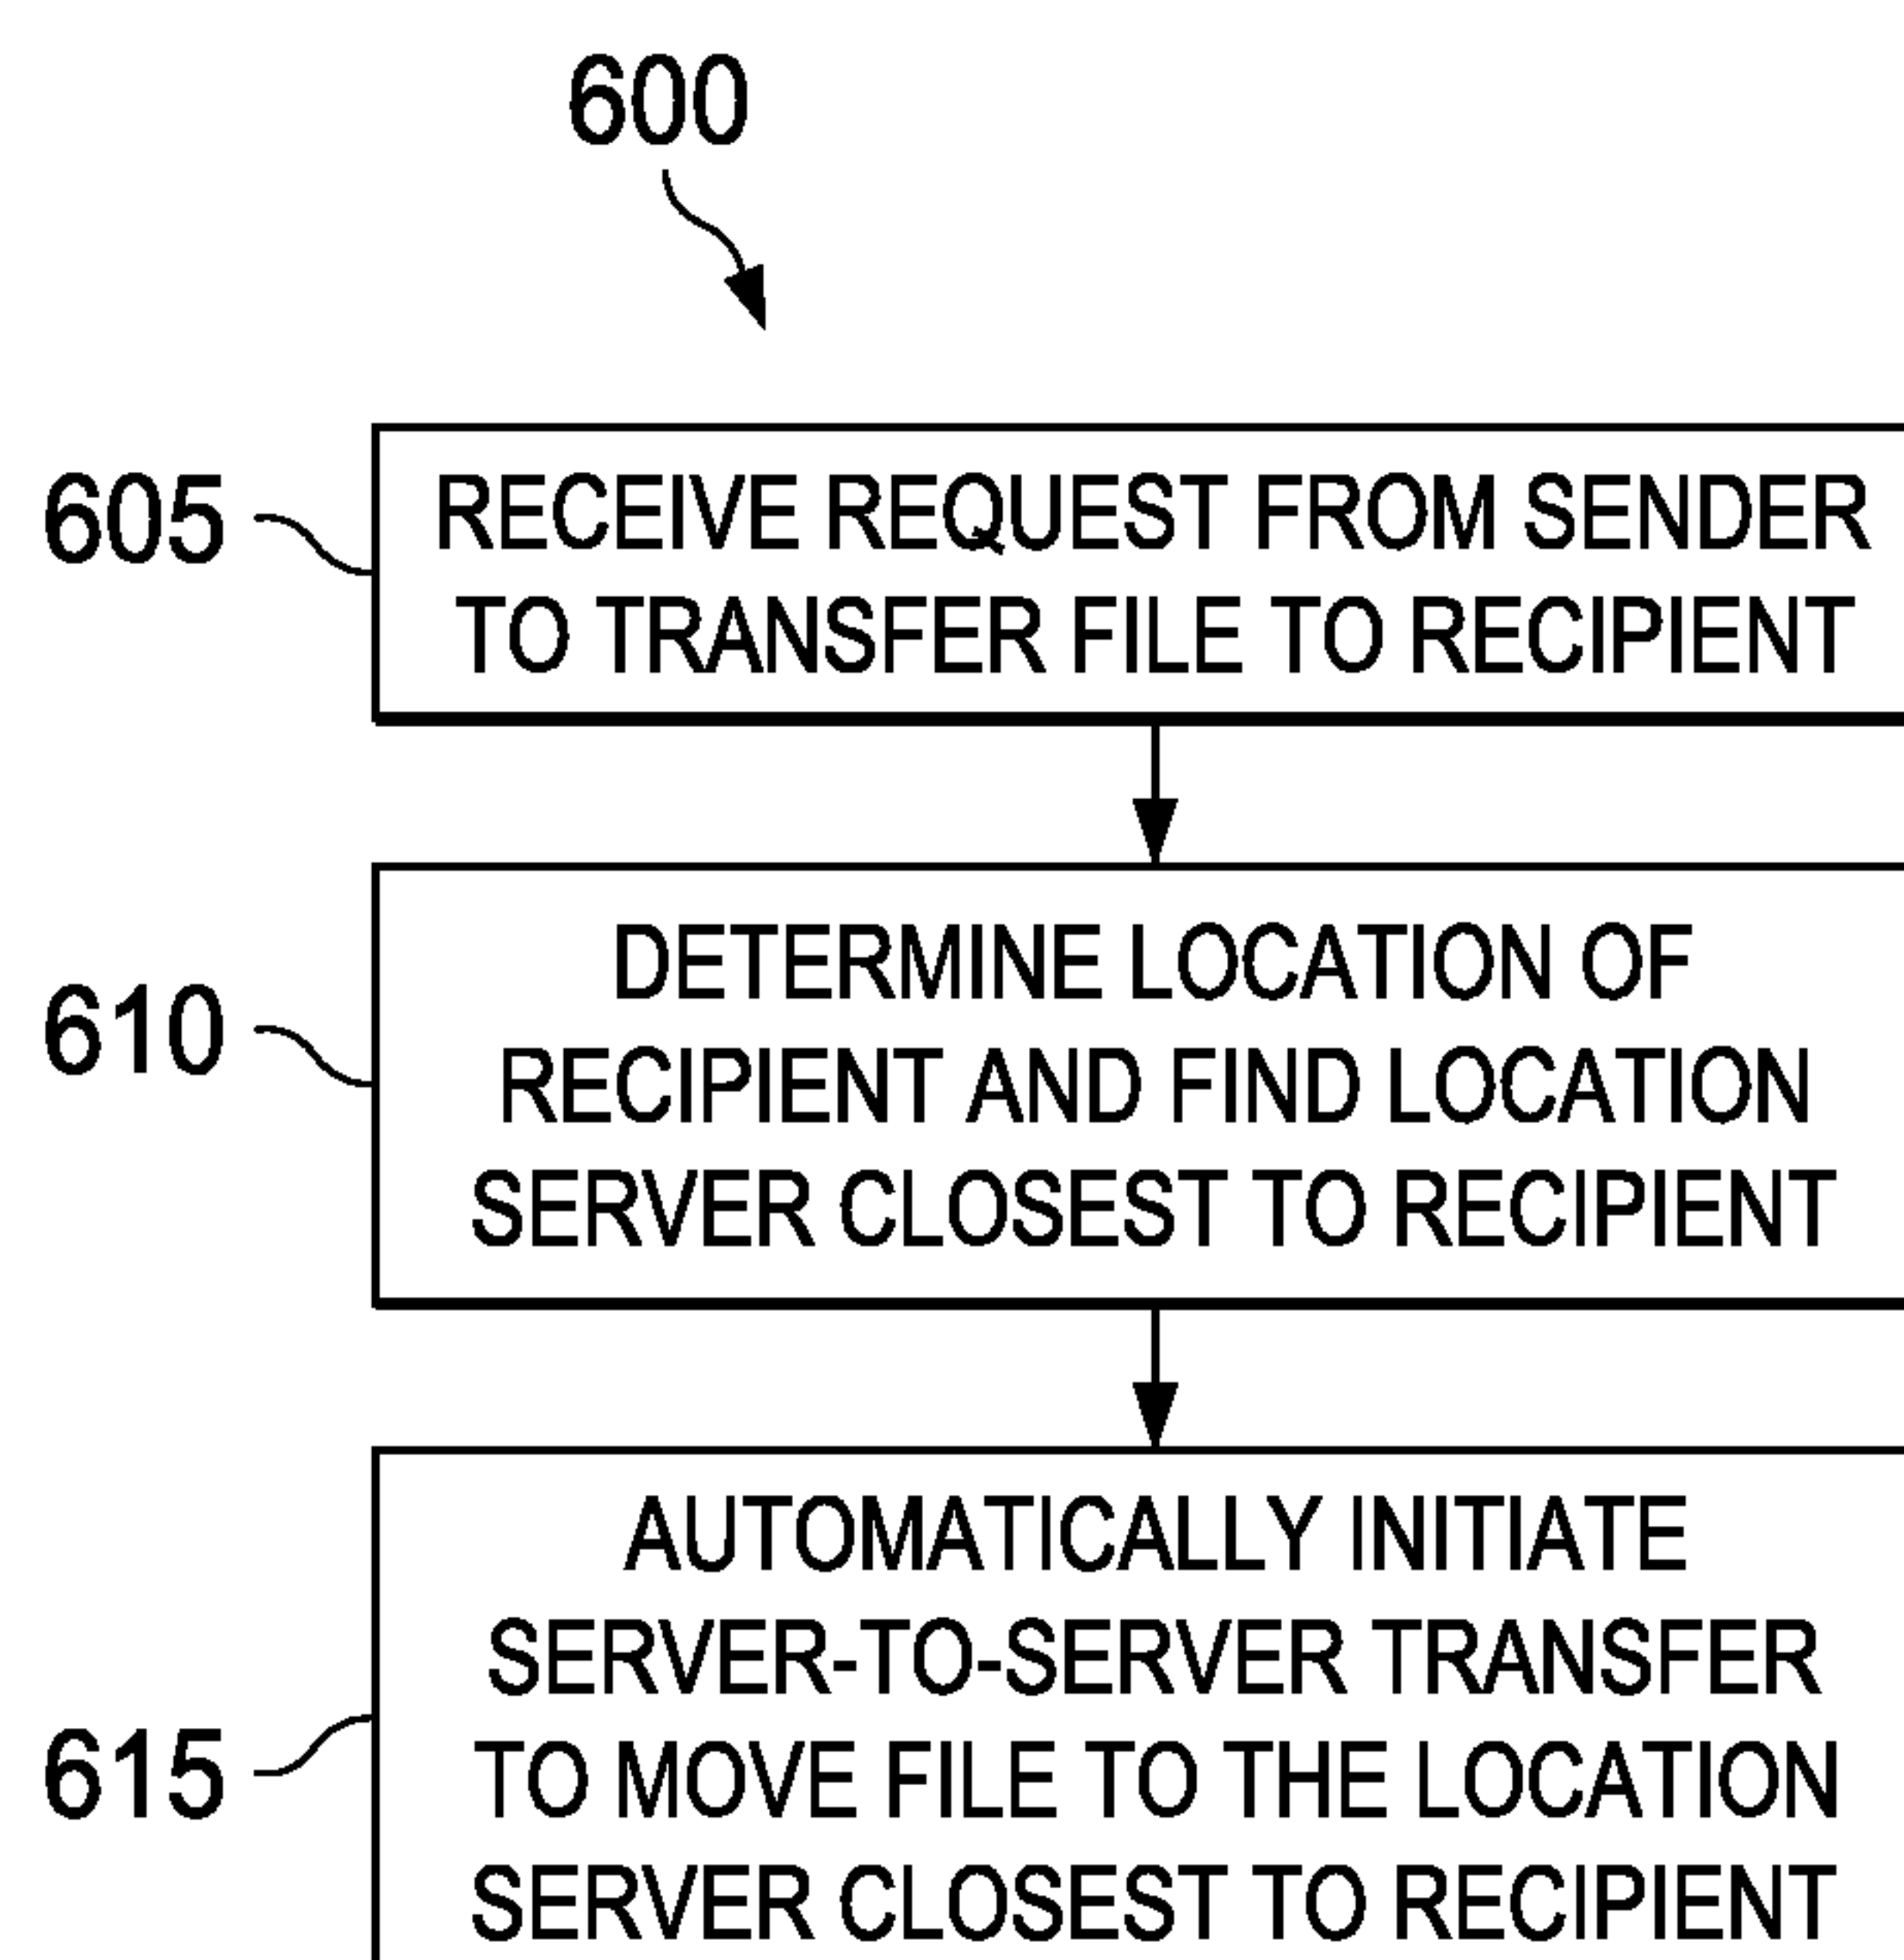 600
605
RECEIVE REQUEST FROM SENDER
TO TRANSFER FILE TO RECIPIENT
610
DETERMINE LOCATION OF
RECIPIENT AND FIND LOCATION
SERVER CLOSEST TO RECIPIENT
615
AUTOMATICALLY INITIATE
SERVER-TO-SERVER TRANSFER
TO MOVE FILE TO THE LOCATION
SERVER CLOSEST TO RECIPIENT